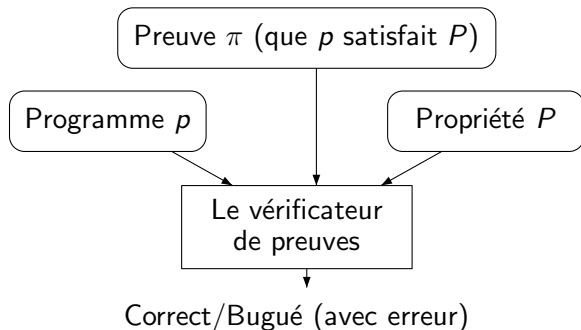 Preuve π (que p satisfait P)
Programme p
Propriété P
Le vérificateur
de preuves
Correct/Bugué (avec erreur)